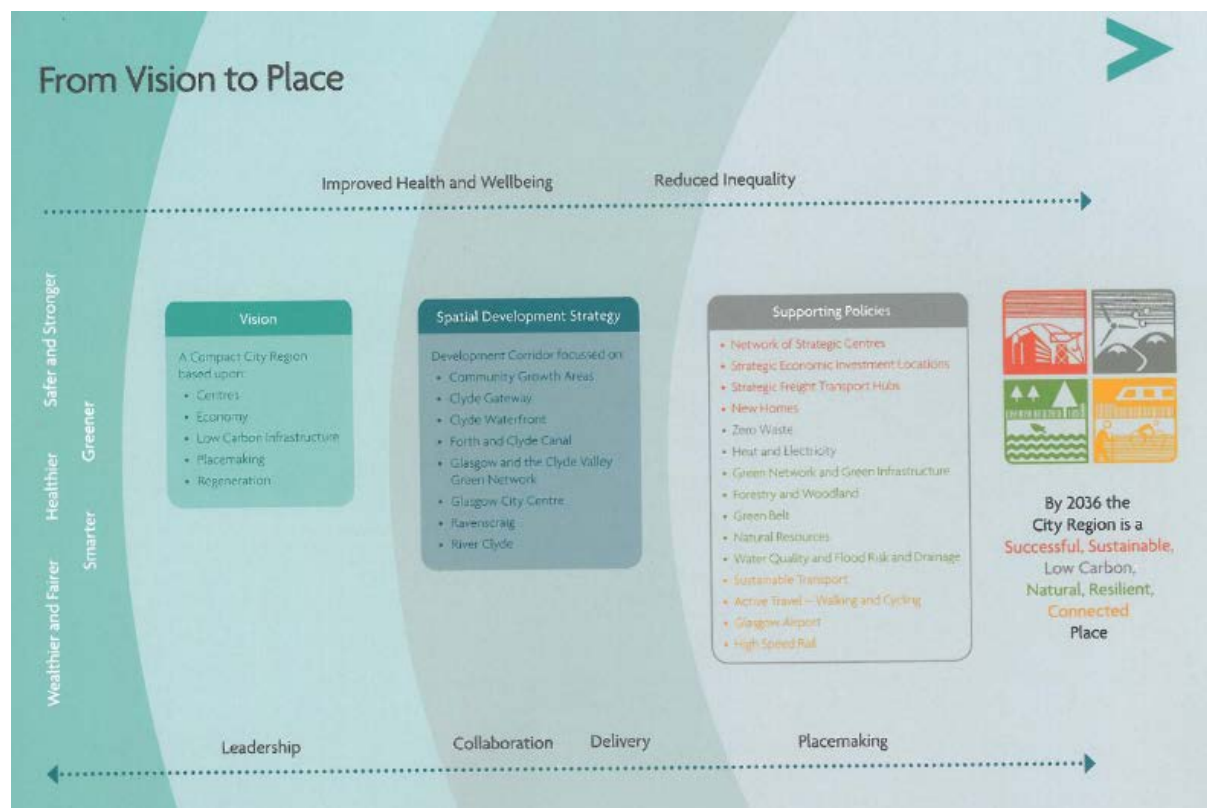 From Vision to Place
Improved Health and Wellbeing
Reduced Inequality
Safer and Stronger
Greener
Healthier
Smarter
Wealthier and Fairer
Vision
A Compact City Region
based upon:
• Centres
• Economy
• Low Carbon Infrastructure
• Placemaking
• Regeneration
Spatial Development Strategy
Development Corridor focussed on:
• Community Growth Areas
• Clyde Gateway
• Clyde Waterfront
• Forth and Clyde Canal
• Glasgow and the Clyde Valley
Green Network
• Glasgow City Centre
• Ravenscraig
• River Clyde
Supporting Policies
• Network of Strategic Centres
• Strategic Economic Investment Locations
• Strategic Freight Transport Hubs
• New Homes
• Zero Waste
• Heat and Electricity
• Green Network and Green Infrastructure
• Forestry and Woodland
• Green Belt
• Natural Resources
• Water Quality and Flood Risk and Drainage
• Sustainable Transport
• Active Travel – Walking and Cycling
• Glasgow Airport
• High Speed Rail
By 2036 the
City Region is a
Successful, Sustainable,
Low Carbon,
Natural, Resilient,
Connected
Place
Leadership
Collaboration
Delivery
Placemaking